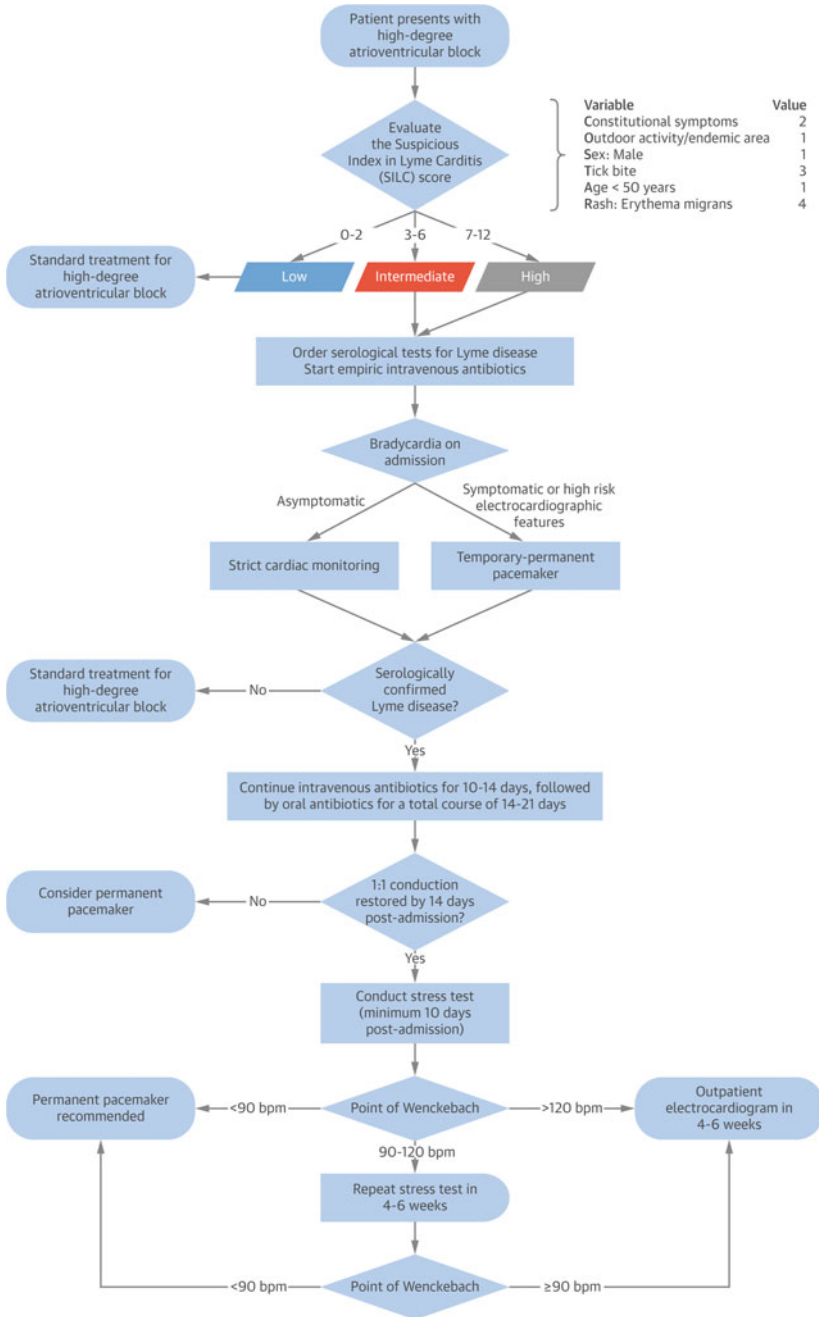 Patient presents with
high-degree
atrioventricular block
Evaluate
the Suspicious
Index in Lyme Carditis
(SILC) score
Variable Value
Constitutional symptoms 2
Outdoor activity/endemic area 1
Sex: Male 1
Tick bite 3
Age < 50 years 1
Rash: Erythema migrans 4
0-2 3-6 7-12
Standard treatment for
high-degree
atrioventricular block
Low Intermediate High
Order serological tests for Lyme disease
Start empiric intravenous antibiotics
Bradycardia on
admission
Asymptomatic
Symptomatic or high risk
electrocardiographic
features
Strict cardiac monitoring
Temporary-permanent
pacemaker
Standard treatment for
high-degree
atrioventricular block
No
Serologically
confirmed
Lyme disease?
Yes
Continue intravenous antibiotics for 10-14 days, followed
by oral antibiotics for a total course of 14-21 days
Consider permanent
pacemaker
No
1:1 conduction
restored by 14 days
post-admission?
Yes
Conduct stress test
(minimum 10 days
post-admission)
Permanent pacemaker
recommended
<90 bpm
Point of Wenckebach
>120 bpm
Outpatient
electrocardiogram in
4-6 weeks
90-120 bpm
Repeat stress test in
4-6 weeks
<90 bpm
Point of Wenckebach
≥90 bpm